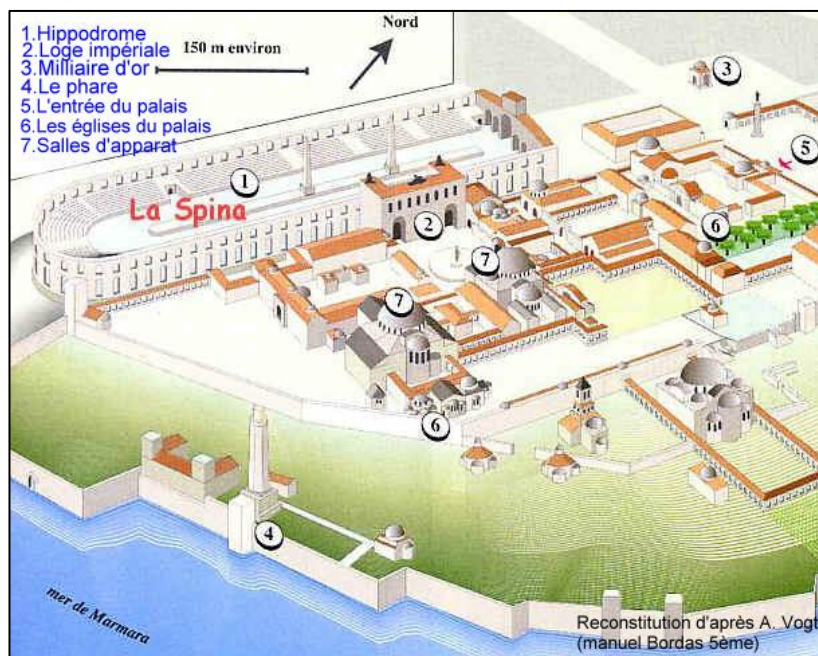 1.Hippodrome
2.Loge impériale
3.Milliaire d'or
4.Le phare
5.L'entrée du palais
6.Les églises du palais
7.Salles d'apparat
150 m environ
Nord
3
5
1
La Spina
2
6
7
7
6
4
mer de Marmara
Reconstitution d'après A. Vogt
(manuel Bordas 5ème)